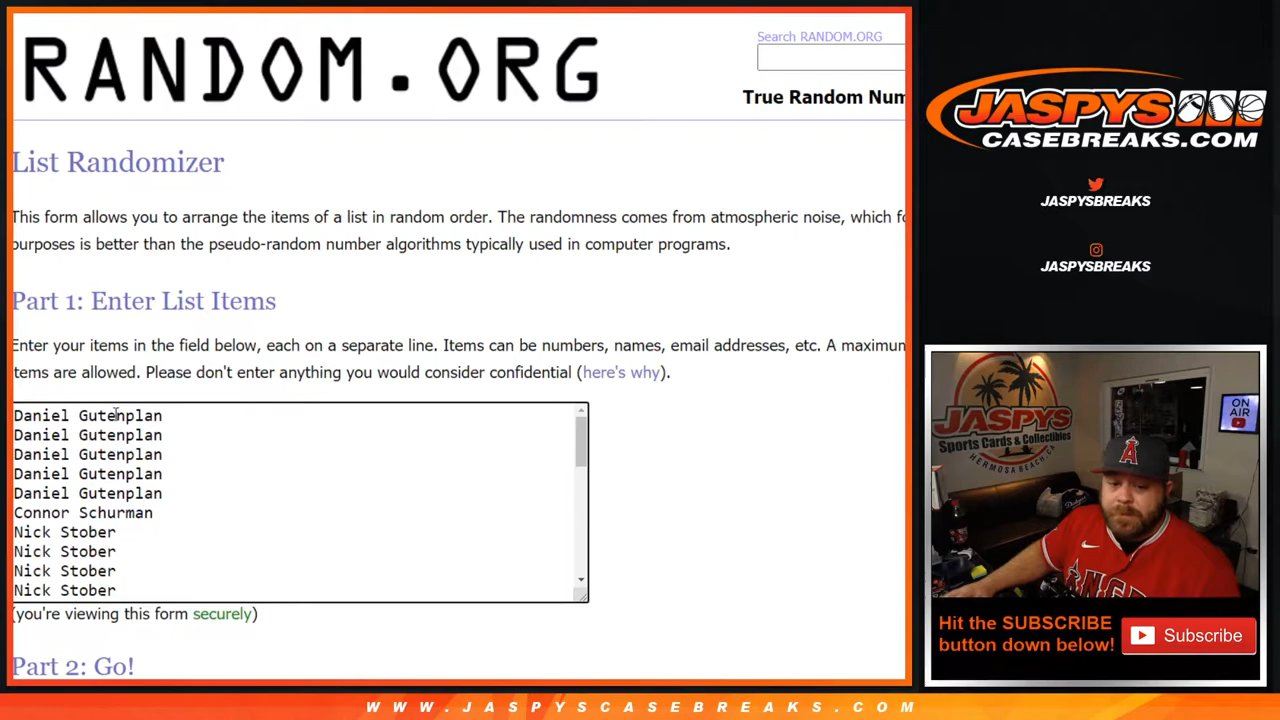 RANDOM.ORG
Search RANDOM.ORG
True Random Num
List Randomizer
This form allows you to arrange the items of a list in random order. The randomness comes from atmospheric noise, which fo
purposes is better than the pseudo-random number algorithms typically used in computer programs.
Part 1: Enter List Items
Enter your items in the field below, each on a separate line. Items can be numbers, names, email addresses, etc. A maximum
items are allowed. Please don't enter anything you would consider confidential (here's why).
Daniel Gutenplan
Daniel Gutenplan
Daniel Gutenplan
Daniel Gutenplan
Daniel Gutenplan
Connor Schurman
Nick Stober
Nick Stober
Nick Stober
Nick Stober
(you're viewing this form securely)
Part 2: Go!
JASPYS
CASEBREAKS.COM
JASPYSBREAKS
JASPYSBREAKS
JASPYS
Sports Cards & Collectibles
HERMOSA BEACH, CA
ON
AIR
A
ANGE
Hit the SUBSCRIBE
button down below!
Subscribe
WWW.JASPYSCASEBREAKS.COM